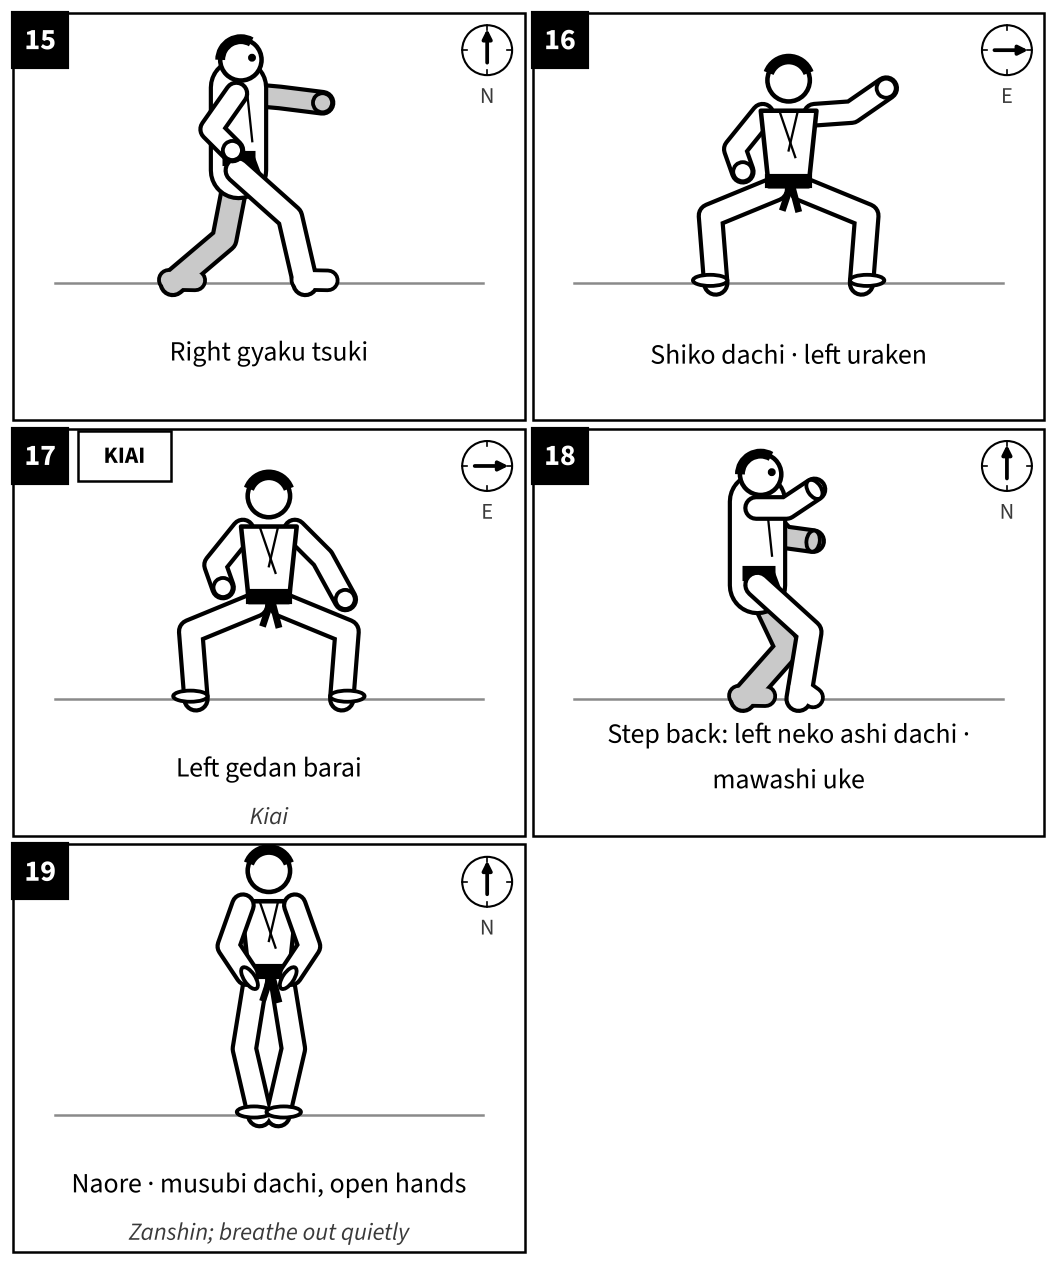 15
N
Right gyaku tsuki
16
E
Shiko dachi · left uraken
17
KIAI
E
Left gedan barai
Kiai
18
N
Step back: left neko ashi dachi ·
mawashi uke
19
N
Naore · musubi dachi, open hands
Zanshin; breathe out quietly